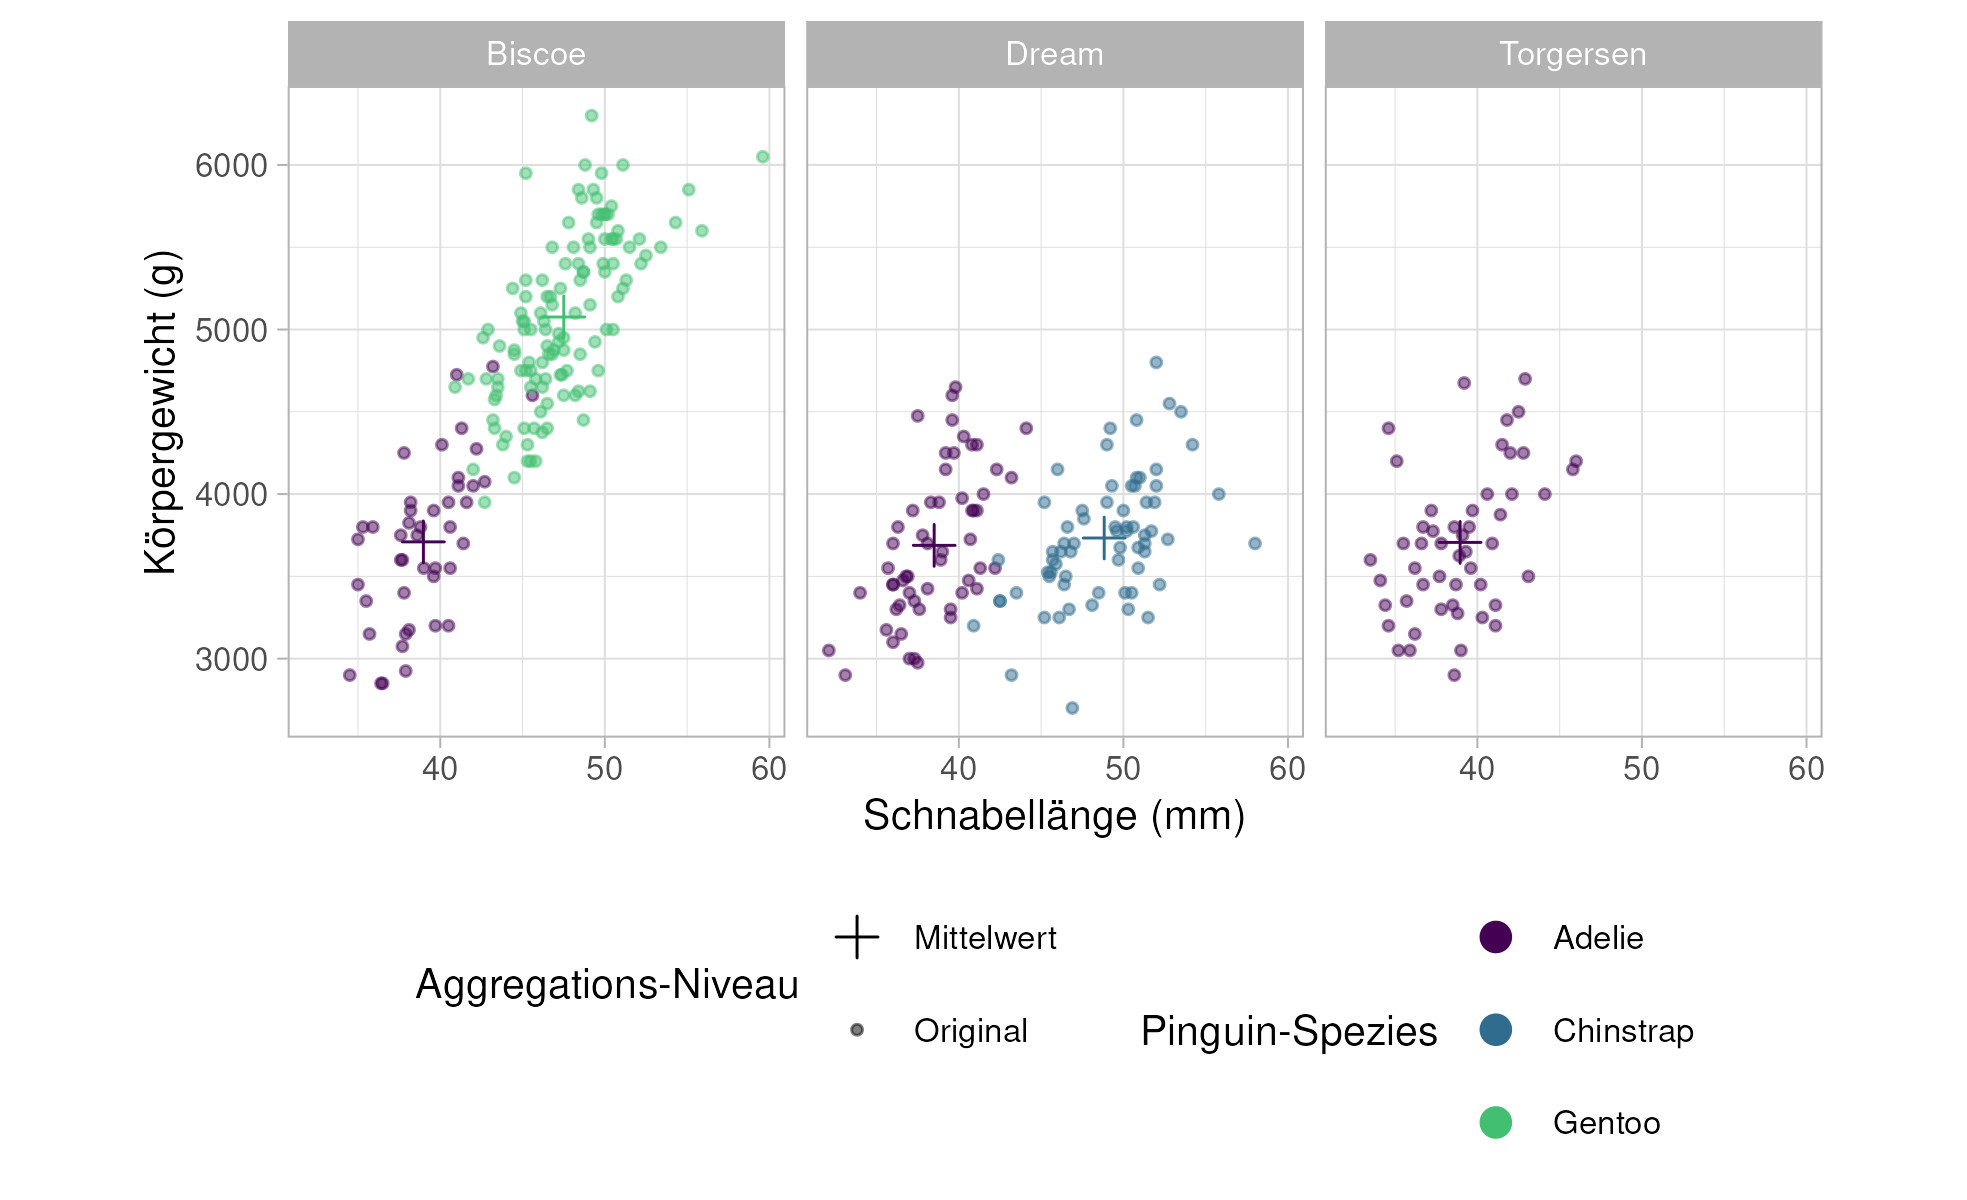 Biscoe Dream Torgersen
6000
5000
4000
3000
Körpergewicht (g)
40 50 60 40 50 60 40 50 60
Schnabellänge (mm)
Aggregations-Niveau
Mittelwert
Original
Pinguin-Spezies
Adelie
Chinstrap
Gentoo